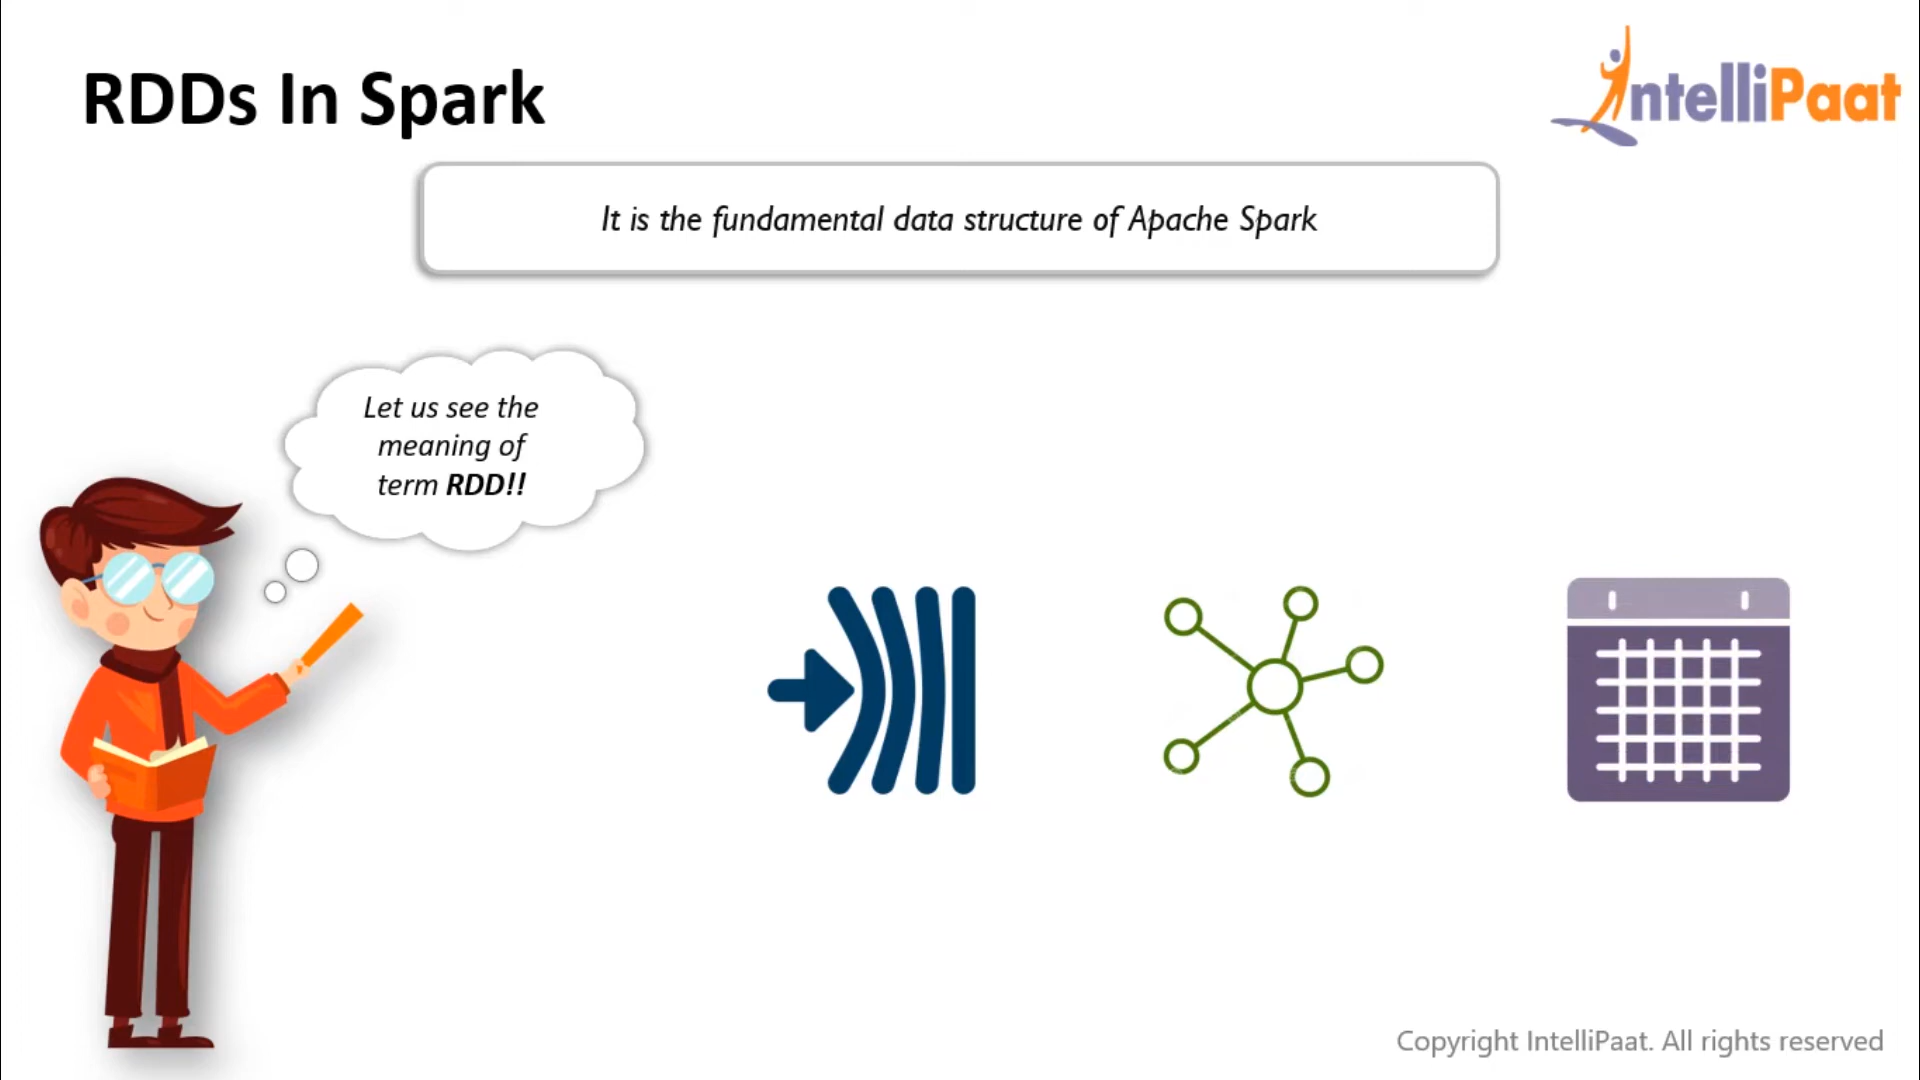 RDDs In Spark
IntelliPaat
It is the fundamental data structure of Apache Spark
Let us see the
meaning of
term RDD!!
Copyright IntelliPaat. All rights reserved